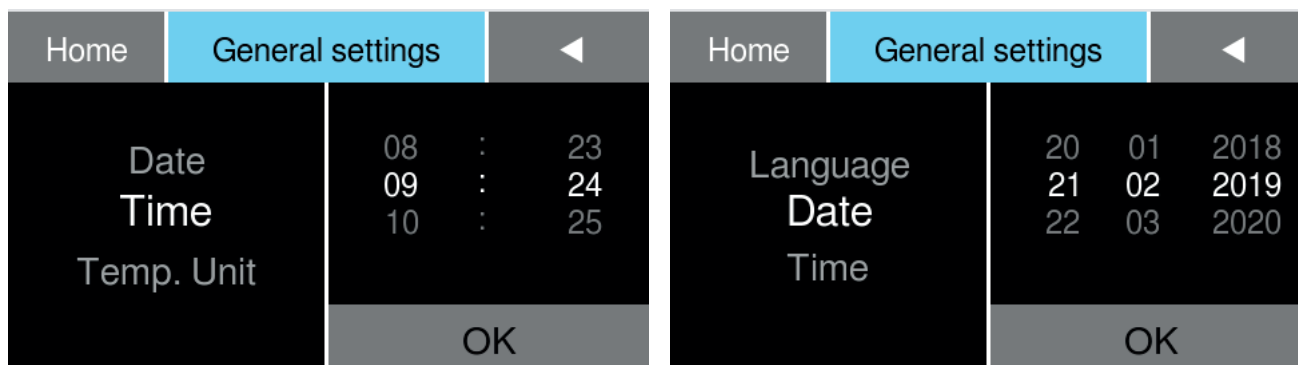 Home General settings ◀
Date
Time
Temp. Unit
08 : 23
09 : 24
10 : 25
OK
Home General settings ◀
Language
Date
Time
20 01 2018
21 02 2019
22 03 2020
OK